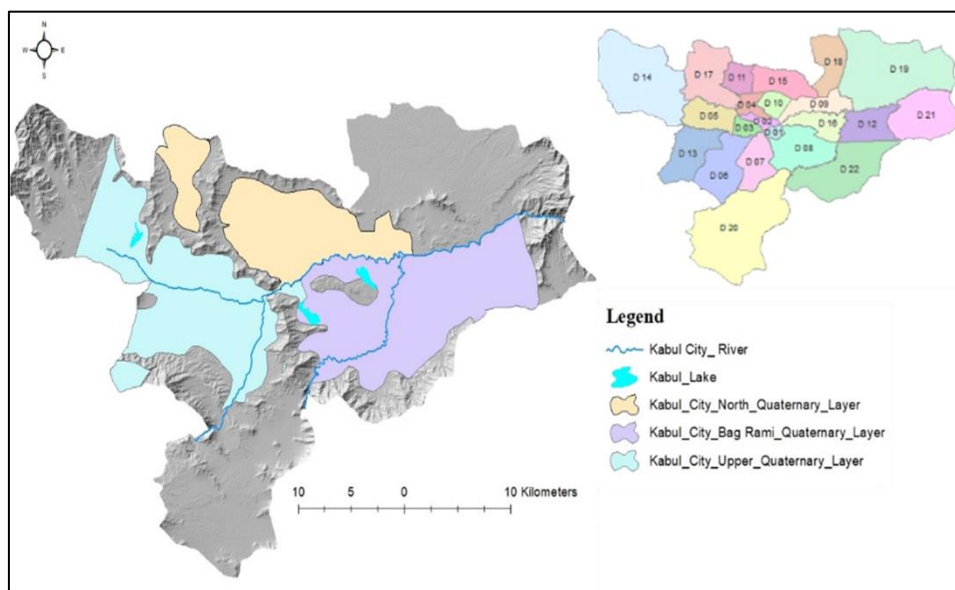 N
W E
S
D 14
D 17
D 11
D 15
D 18
D 19
D 04
D 10
D 09
D 05
D 02
D 16
D 12
D 21
D 03
D 01
D 13
D 06
D 07
D 08
D 22
D 20
Legend
Kabul City_ River
Kabul_Lake
Kabul_City_North_Quaternary_Layer
Kabul_City_Bag Rami_Quaternary_Layer
Kabul_City_Upper_Quaternary_Layer
10 5 0 10 Kilometers